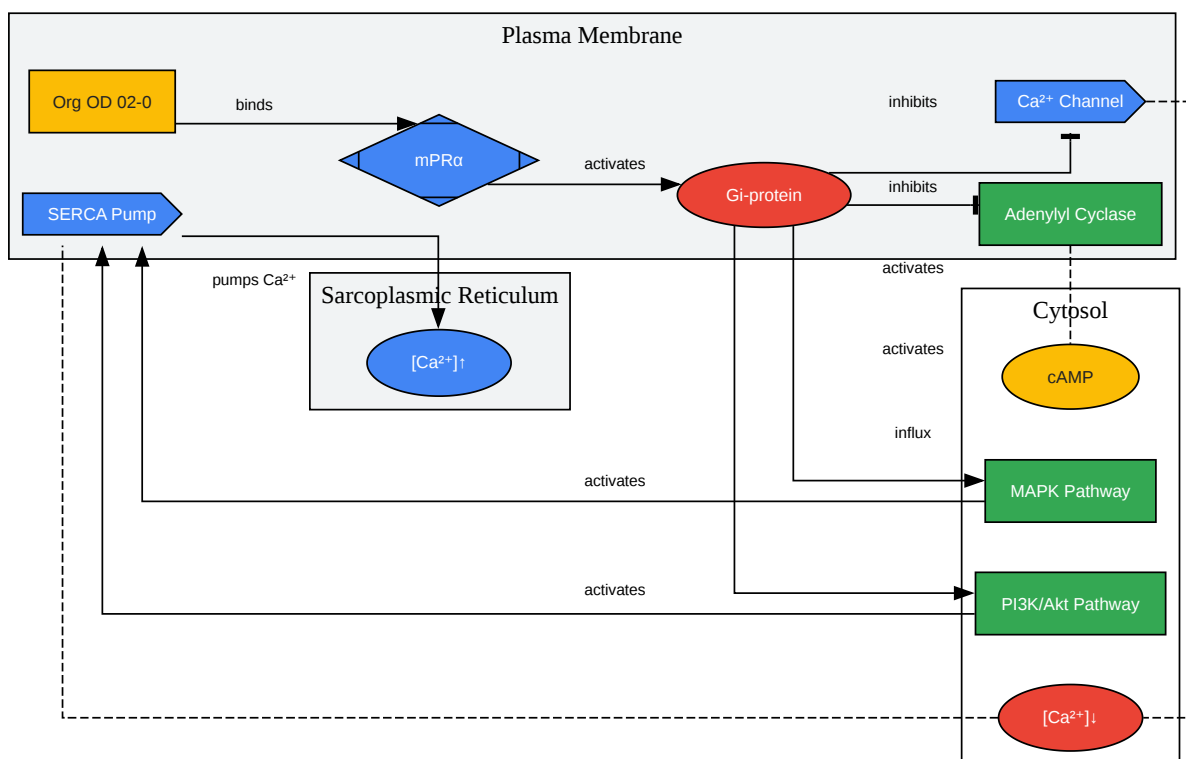 Plasma Membrane
Org OD 02-0
binds
mPRα
activates
Gi-protein
inhibits
Ca²⁺ Channel
inhibits
Adenylyl Cyclase
SERCA Pump
pumps Ca²⁺
Sarcoplasmic Reticulum
[Ca²⁺]↑
activates
Cytosol
cAMP
activates
influx
MAPK Pathway
activates
PI3K/Akt Pathway
activates
[Ca²⁺]↓